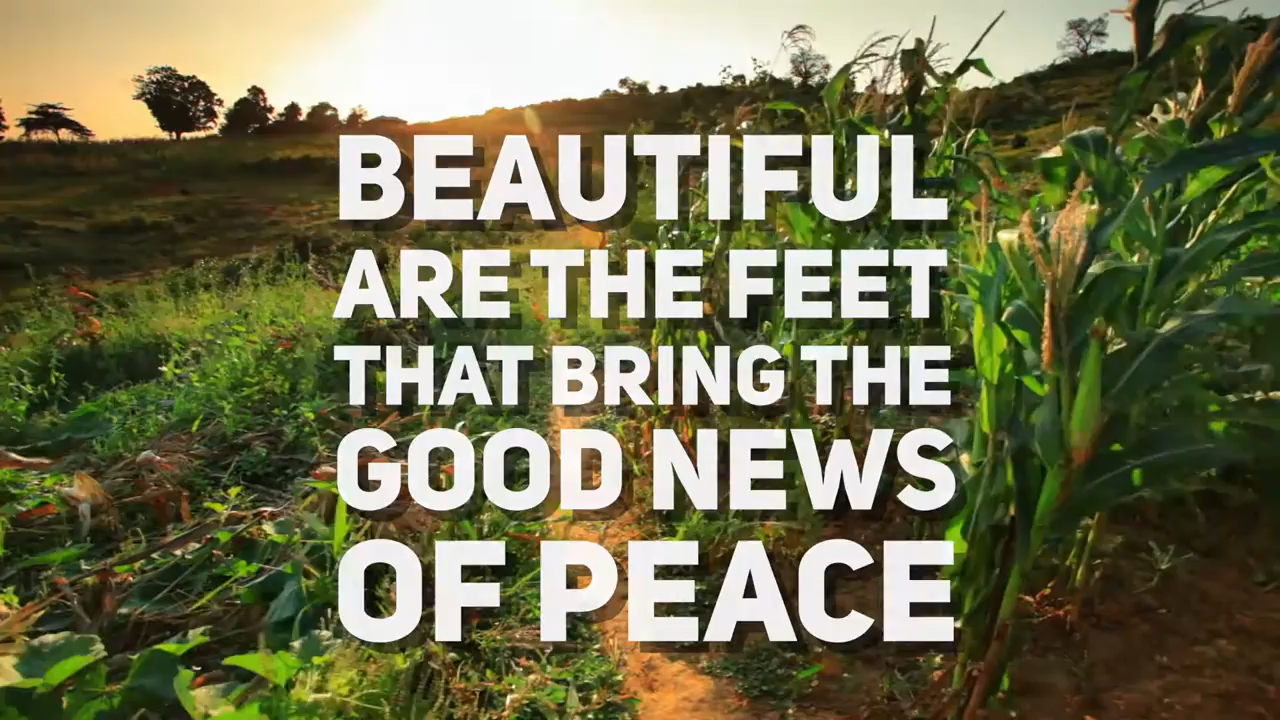 BEAUTIFUL
ARE THE FEET
THAT BRING THE
GOOD NEWS
OF PEACE